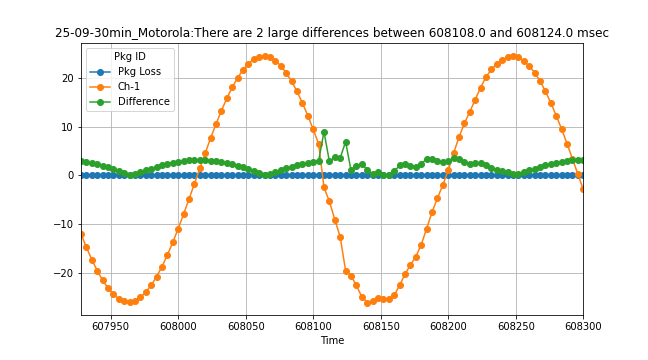 25-09-30min_Motorola:There are 2 large differences between 608108.0 and 608124.0 msec
Pkg ID
Pkg Loss
Ch-1
Difference
20
10
0
−10
−20
607950 608000 608050 608100 608150 608200 608250 608300
Time